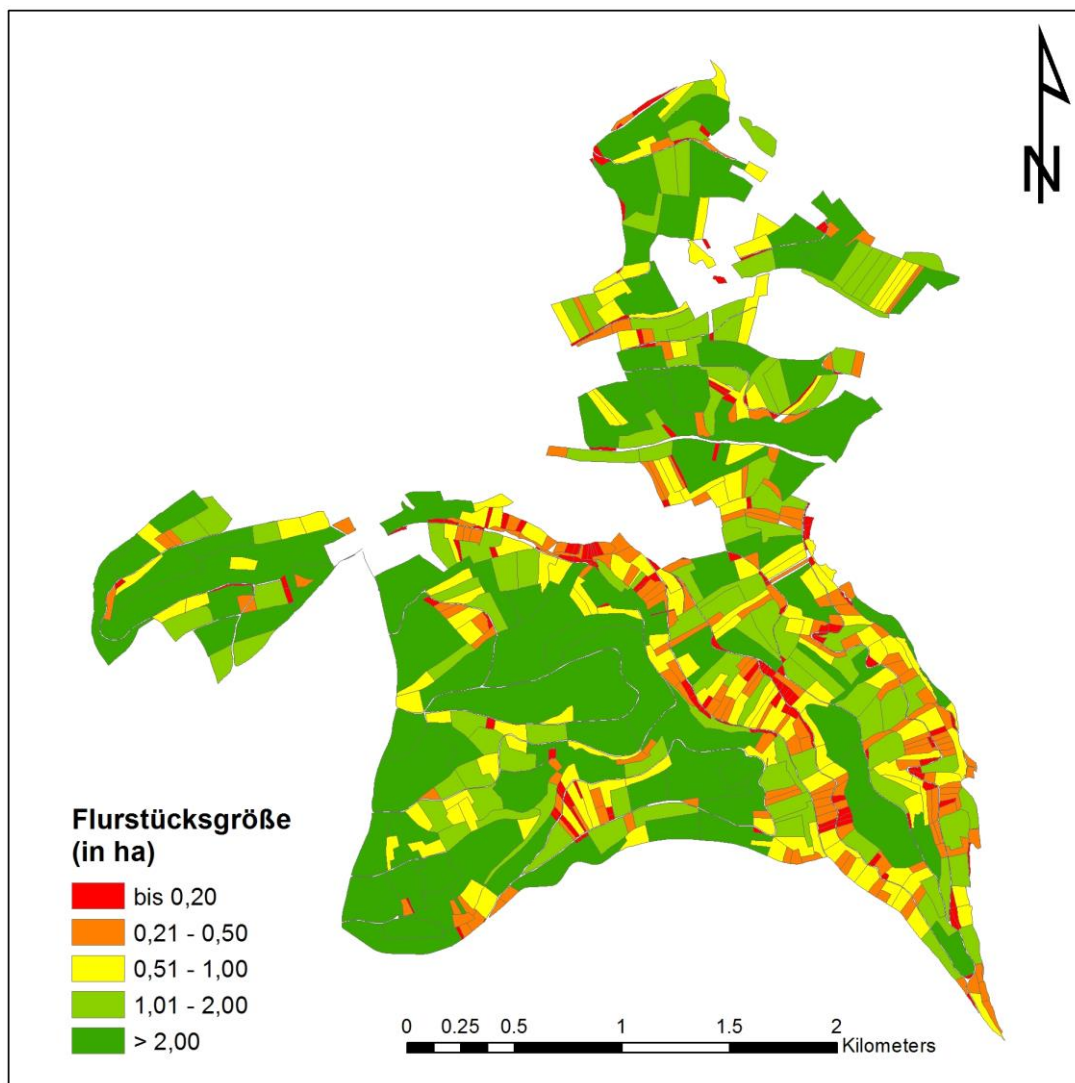 N
Flurstücksgröße
(in ha)
bis 0,20
0,21 - 0,50
0,51 - 1,00
1,01 - 2,00
> 2,00
0 0.25 0.5 1 1.5 2
Kilometers